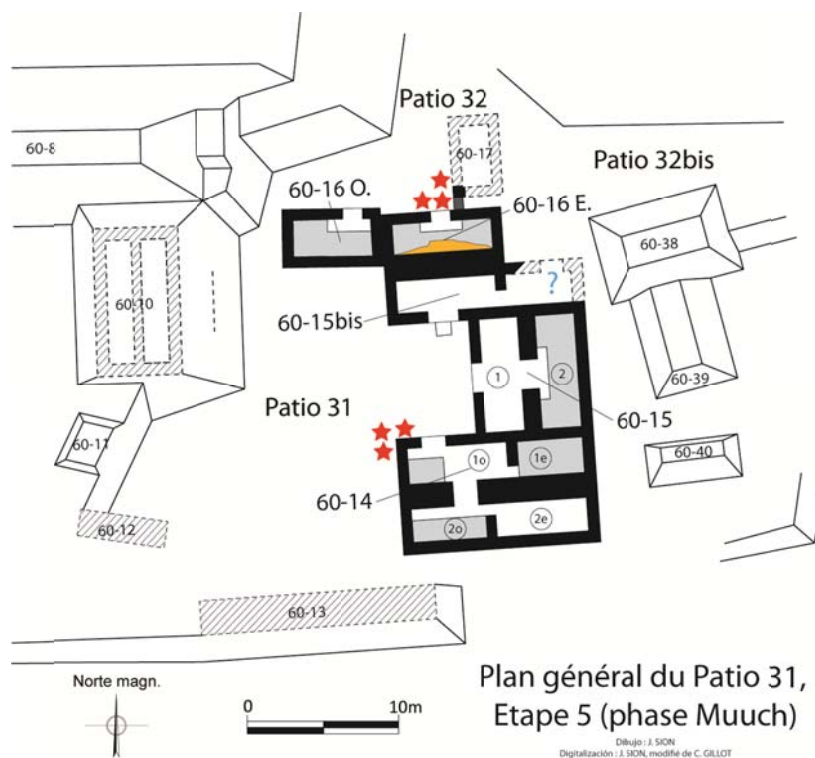 Patio 32
60-8
60-17
Patio 32bis
60-16 O.
60-16 E.
60-38
60-10
?
60-15bis
1
2
60-39
Patio 31
60-15
60-11
1o
1e
60-40
60-14
2o
2e
60-12
60-13
Norte magn.
0
10m
Plan général du Patio 31,
Etape 5 (phase Muuch)
Dibujo : J. SION
Digitalización : J. SION, modifié de C. GILLOT